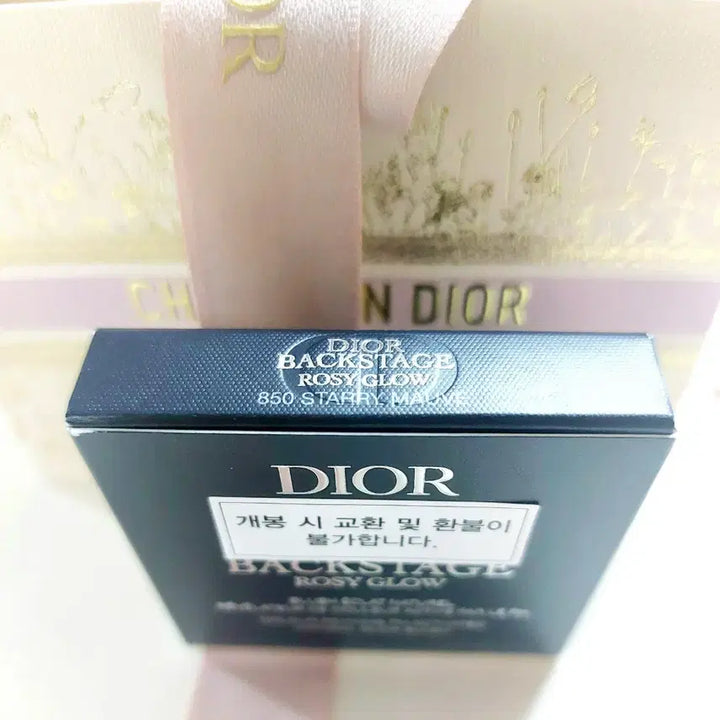 DIOR
CH N DIOR
DIOR
BACKSTAGE
ROSY GLOW
850 STARRY MAUVE
DIOR
개봉 시 교환 및 환불이
불가합니다.
BACKSTAGE
ROSY GLOW